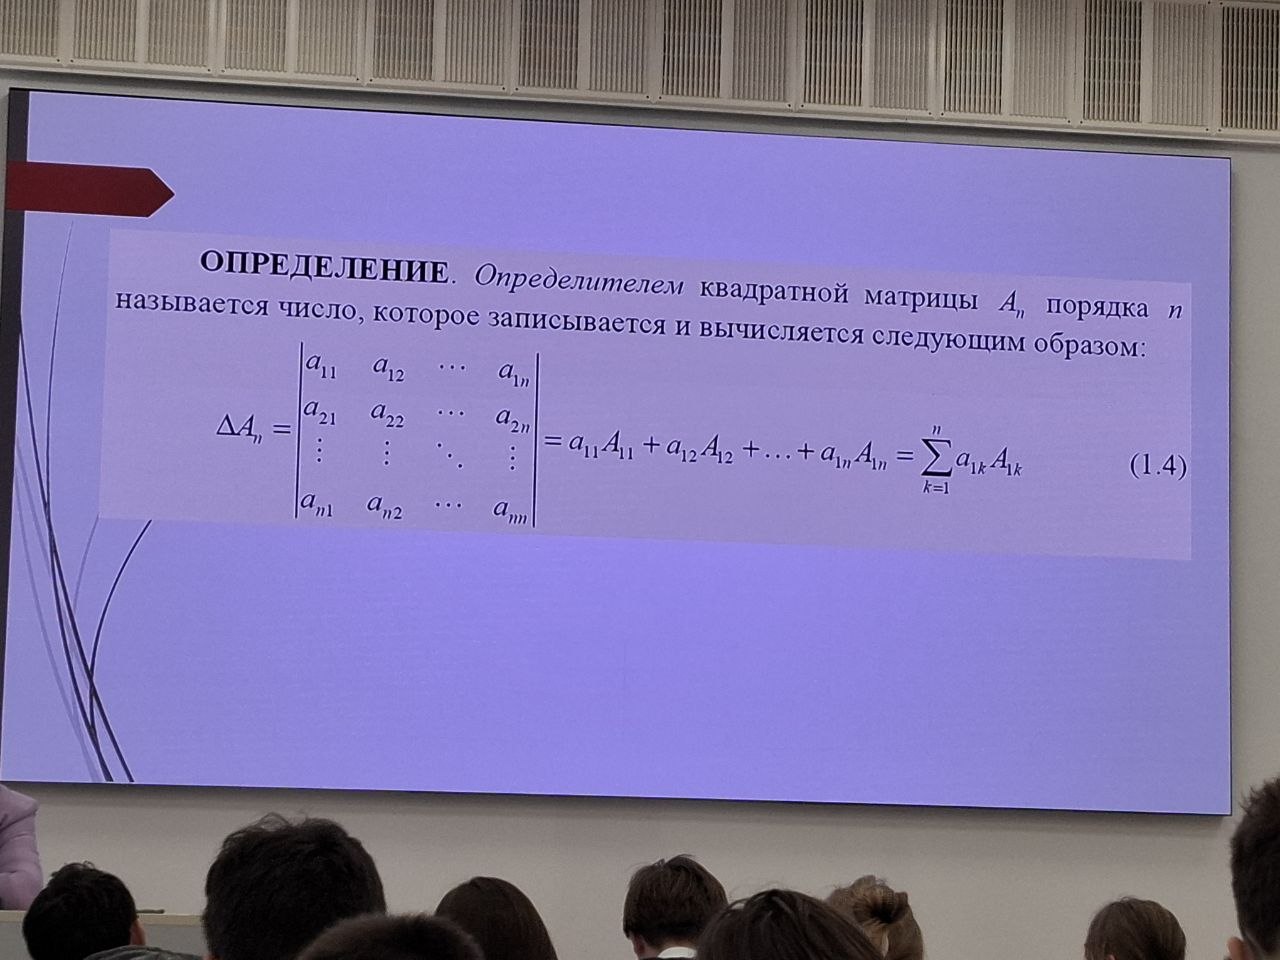 ОПРЕДЕЛЕНИЕ. Определителем квадратной матрицы Aₙ порядка n
называется число, которое записывается и вычисляется следующим образом:
ΔAₙ = | a₁₁ a₁₂ ⋯ a₁ₙ |
| a₂₁ a₂₂ ⋯ a₂ₙ |
| ⋮ ⋮ ⋱ ⋮ |
| aₙ₁ aₙ₂ ⋯ aₙₙ | = a₁₁A₁₁ + a₁₂A₁₂ + … + a₁ₙA₁ₙ = ∑ₖ₌₁ⁿ a₁ₖA₁ₖ (1.4)